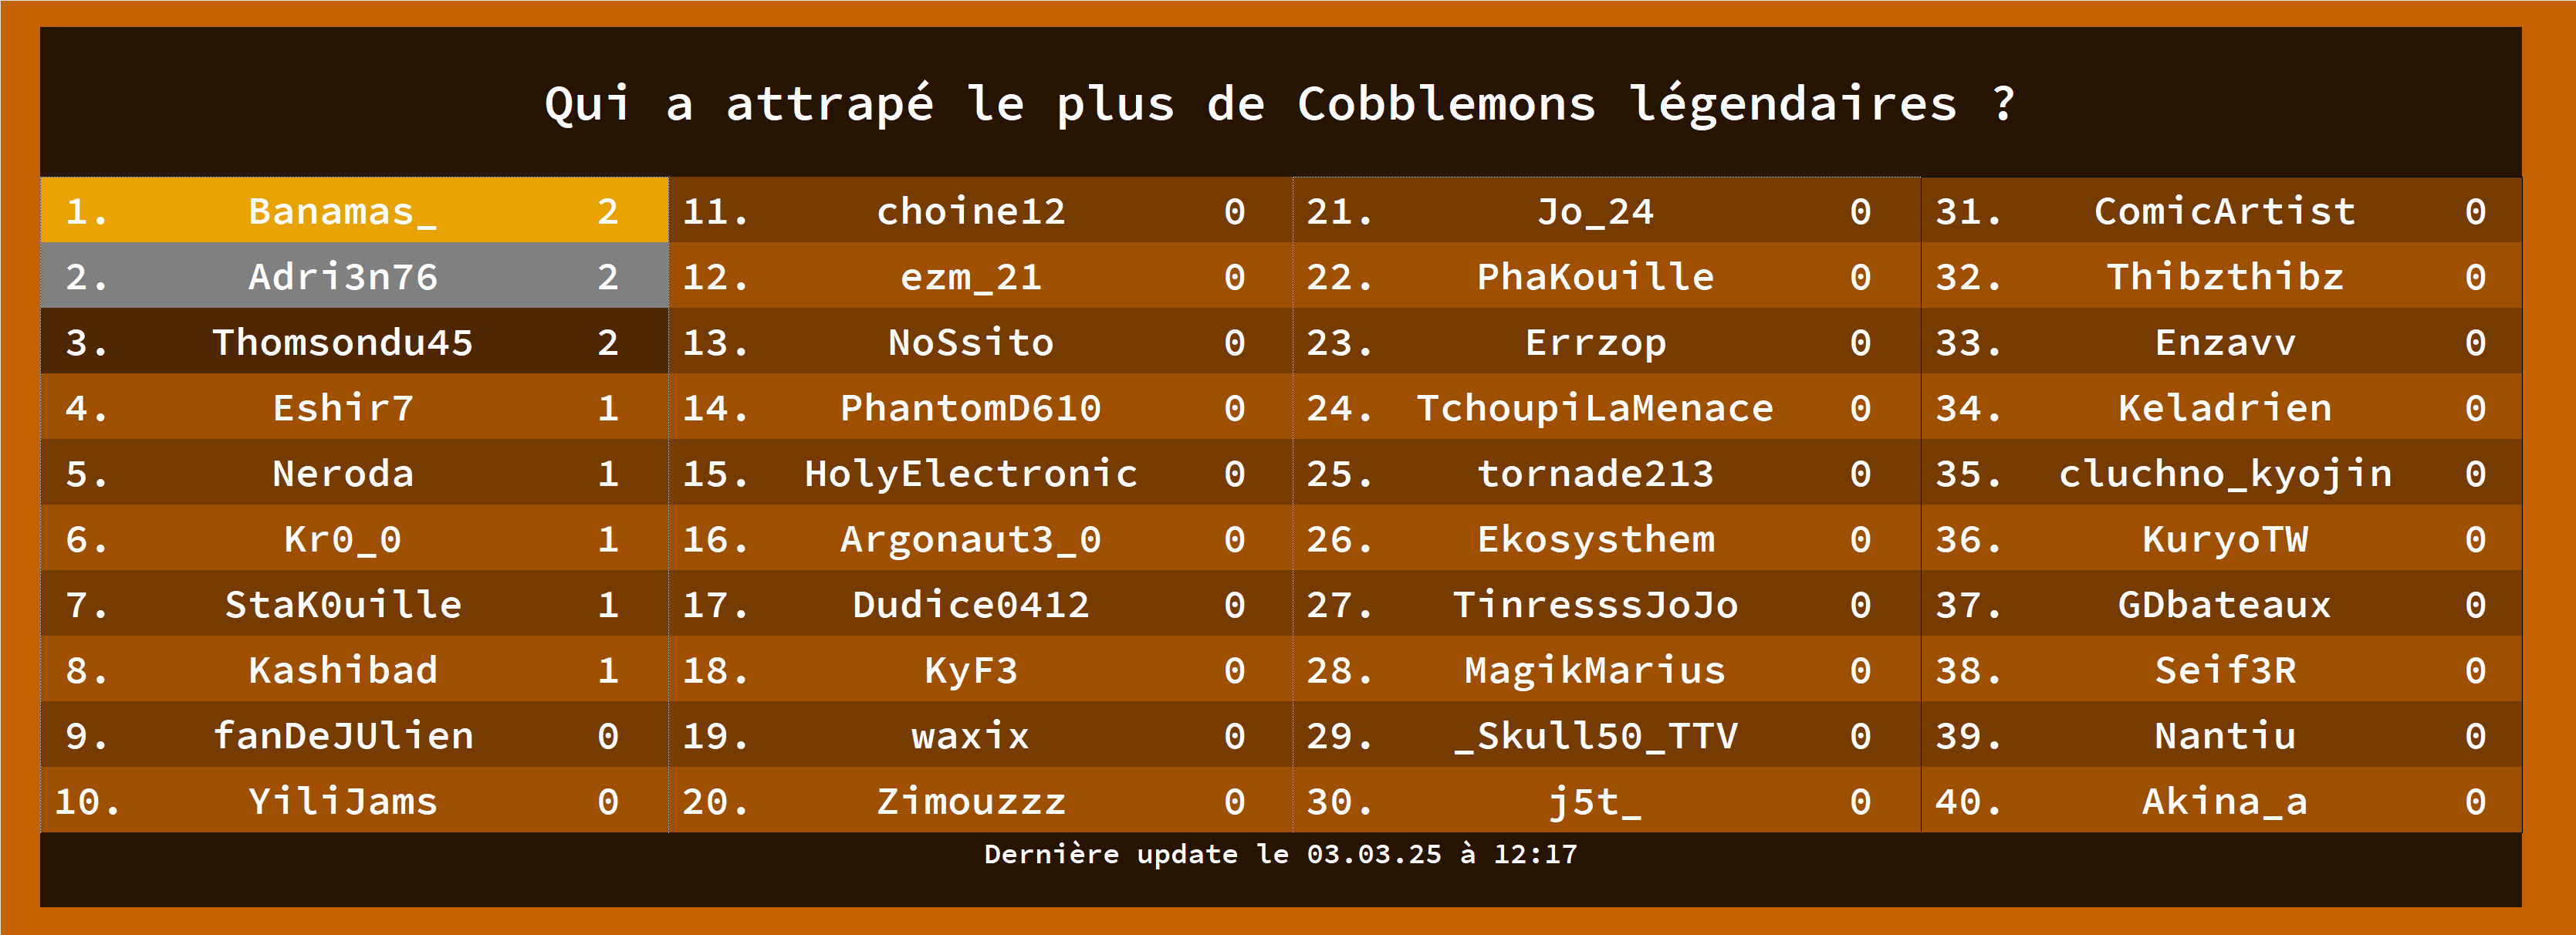 Qui a attrapé le plus de Cobblemons légendaires ?
1. Banamas_ 2
2. Adri3n76 2
3. Thomsondu45 2
4. Eshir7 1
5. Neroda 1
6. Kr0_0 1
7. StaK0uille 1
8. Kashibad 1
9. fanDeJUlien 0
10. YiliJams 0
11. choine12 0
12. ezm_21 0
13. NoSsito 0
14. PhantomD610 0
15. HolyElectronic 0
16. Argonaut3_0 0
17. Dudice0412 0
18. KyF3 0
19. waxix 0
20. Zimouzzz 0
21. Jo_24 0
22. PhaKouille 0
23. Errzop 0
24. TchoupiLaMenace 0
25. tornade213 0
26. Ekosysthem 0
27. TinresssJoJo 0
28. MagikMarius 0
29. _Skull50_TTV 0
30. j5t_ 0
31. ComicArtist 0
32. Thibzthibz 0
33. Enzavv 0
34. Keladrien 0
35. cluchno_kyojin 0
36. KuryoTW 0
37. GDbateaux 0
38. Seif3R 0
39. Nantiu 0
40. Akina_a 0
Dernière update le 03.03.25 à 12:17